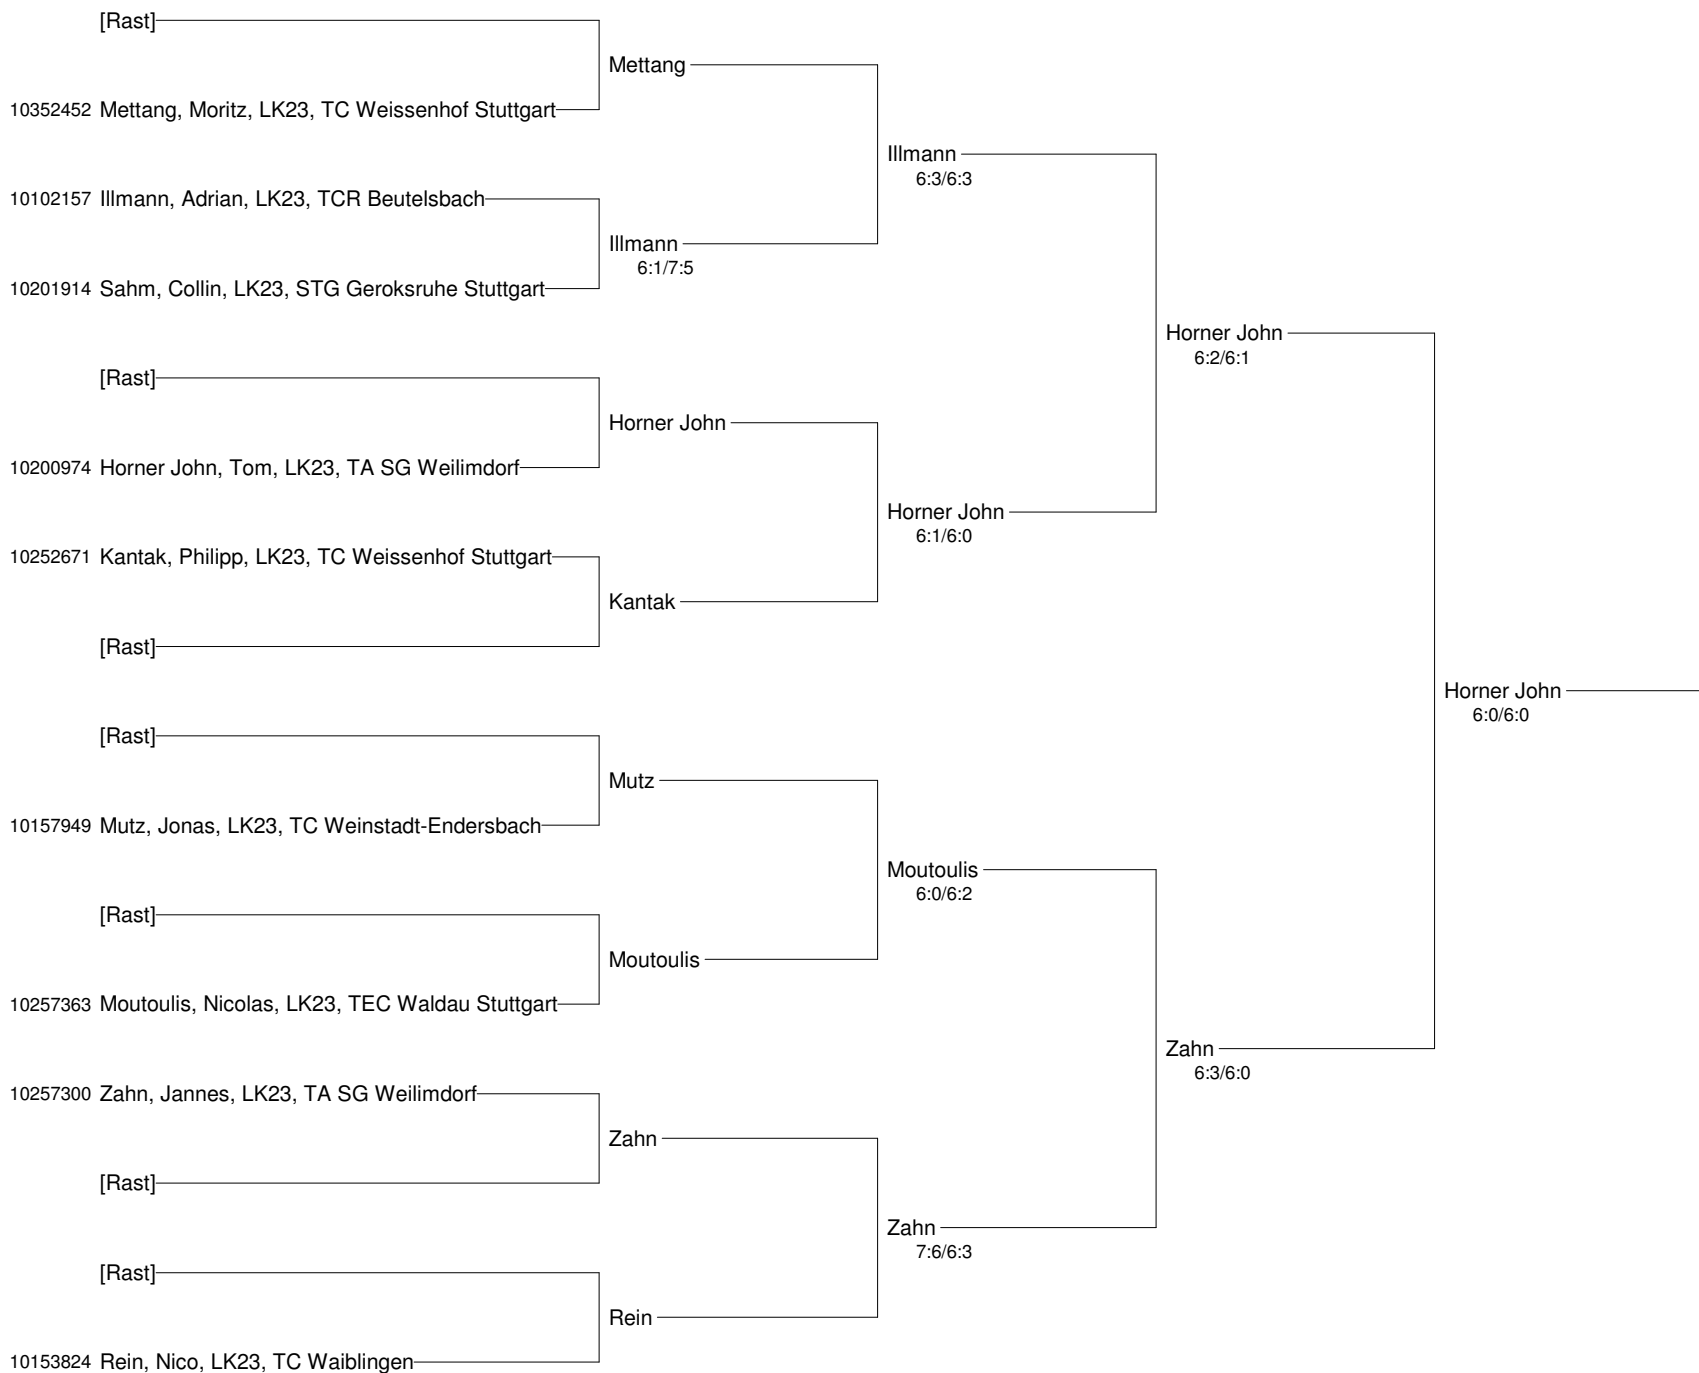 [Rast]
Mettang
10352452 Mettang, Moritz, LK23, TC Weissenhof Stuttgart
Illmann
6:3/6:3
10102157 Illmann, Adrian, LK23, TCR Beutelsbach
Illmann
6:1/7:5
10201914 Sahm, Collin, LK23, STG Geroksruhe Stuttgart
Horner John
6:2/6:1
[Rast]
Horner John
10200974 Horner John, Tom, LK23, TA SG Weilimdorf
Horner John
6:1/6:0
10252671 Kantak, Philipp, LK23, TC Weissenhof Stuttgart
Kantak
[Rast]
Horner John
6:0/6:0
[Rast]
Mutz
10157949 Mutz, Jonas, LK23, TC Weinstadt-Endersbach
Moutoulis
6:0/6:2
[Rast]
Moutoulis
10257363 Moutoulis, Nicolas, LK23, TEC Waldau Stuttgart
Zahn
6:3/6:0
10257300 Zahn, Jannes, LK23, TA SG Weilimdorf
Zahn
[Rast]
Zahn
7:6/6:3
[Rast]
Rein
10153824 Rein, Nico, LK23, TC Waiblingen